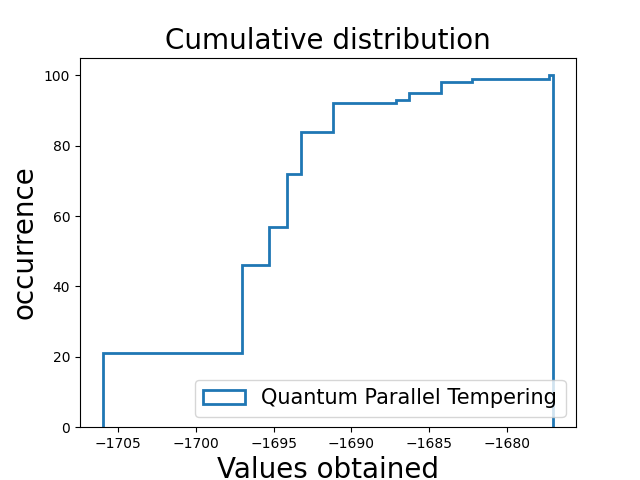 Cumulative distribution
occurrence
100
80
60
40
20
0
Quantum Parallel Tempering
−1705 −1700 −1695 −1690 −1685 −1680
Values obtained